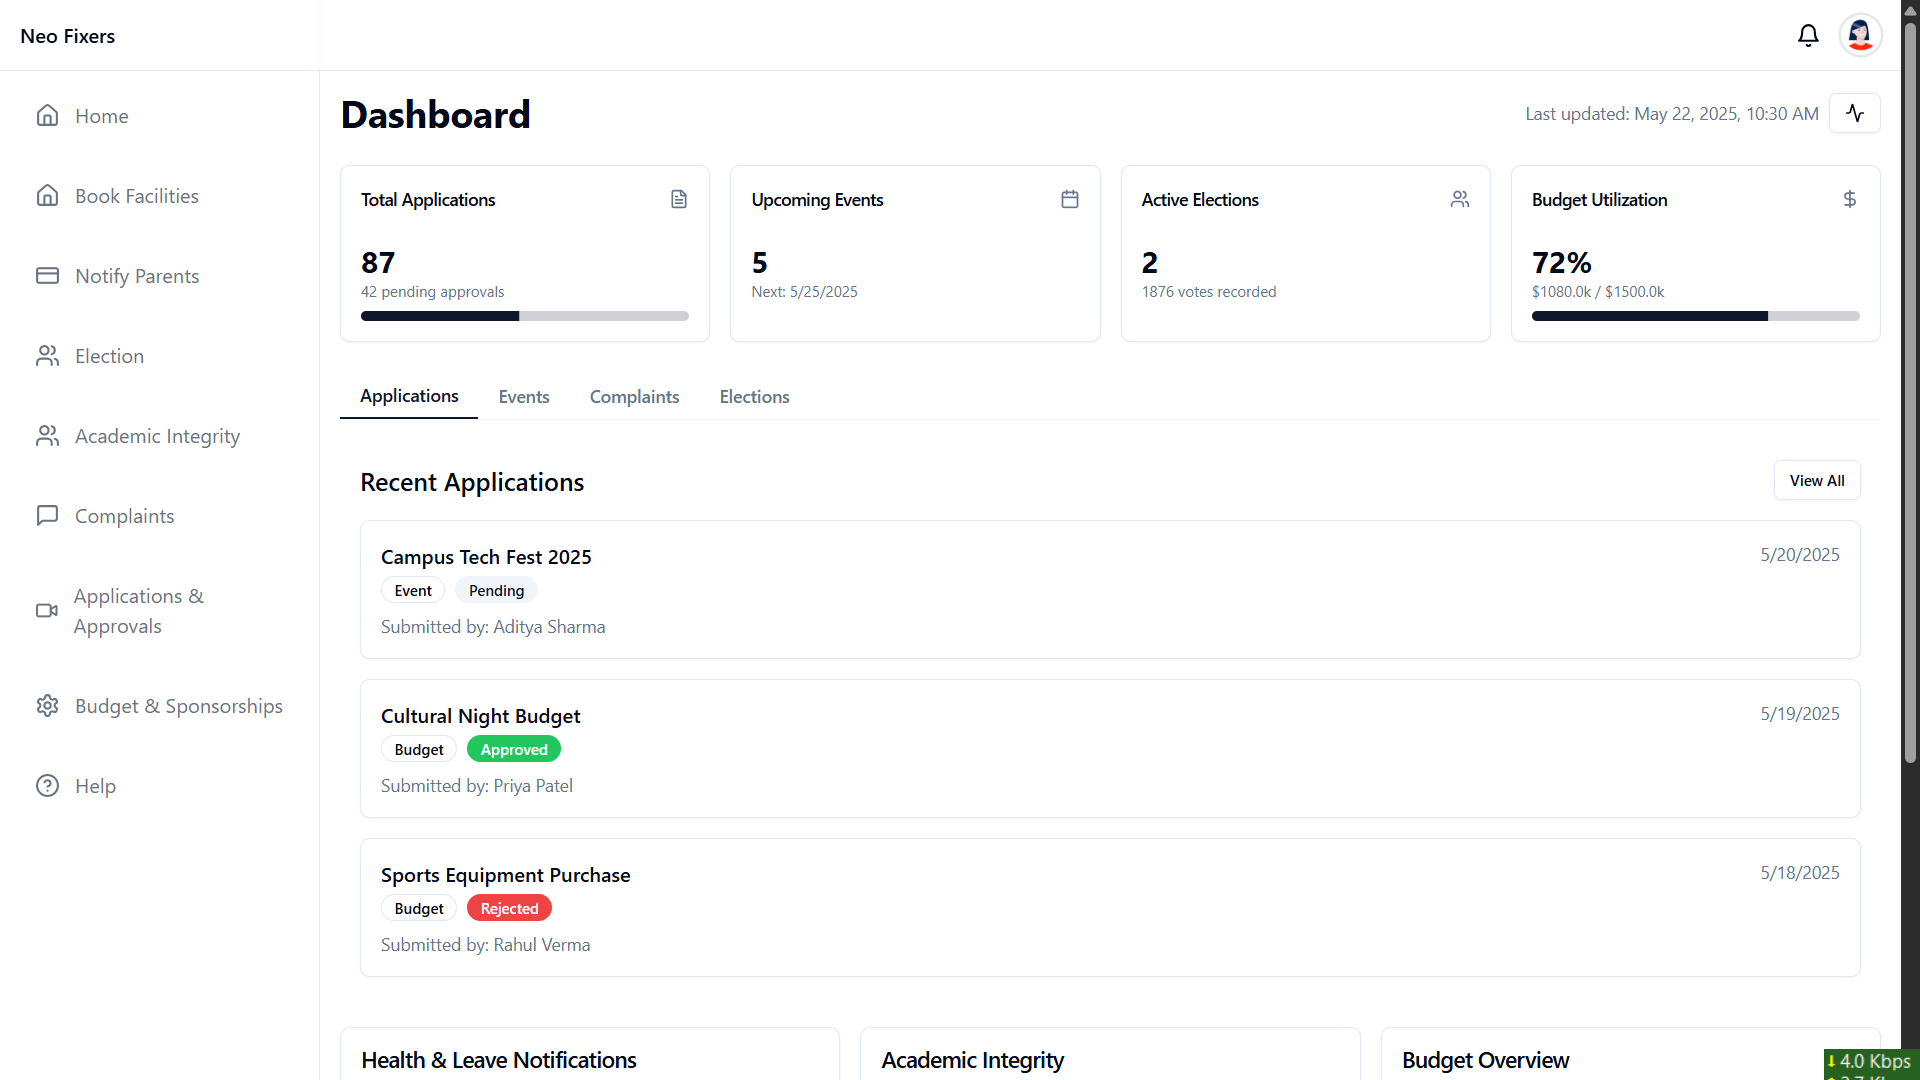 Neo Fixers
Home
Book Facilities
Notify Parents
Election
Academic Integrity
Complaints
Applications &
Approvals
Budget & Sponsorships
Help
Dashboard
Last updated: May 22, 2025, 10:30 AM
Total Applications
87
42 pending approvals
Upcoming Events
5
Next: 5/25/2025
Active Elections
2
1876 votes recorded
Budget Utilization
72%
$1080.0k / $1500.0k
Applications Events Complaints Elections
Recent Applications
View All
Campus Tech Fest 2025
5/20/2025
Event Pending
Submitted by: Aditya Sharma
Cultural Night Budget
5/19/2025
Budget Approved
Submitted by: Priya Patel
Sports Equipment Purchase
5/18/2025
Budget Rejected
Submitted by: Rahul Verma
Health & Leave Notifications
Academic Integrity
Budget Overview
4.0 Kbps